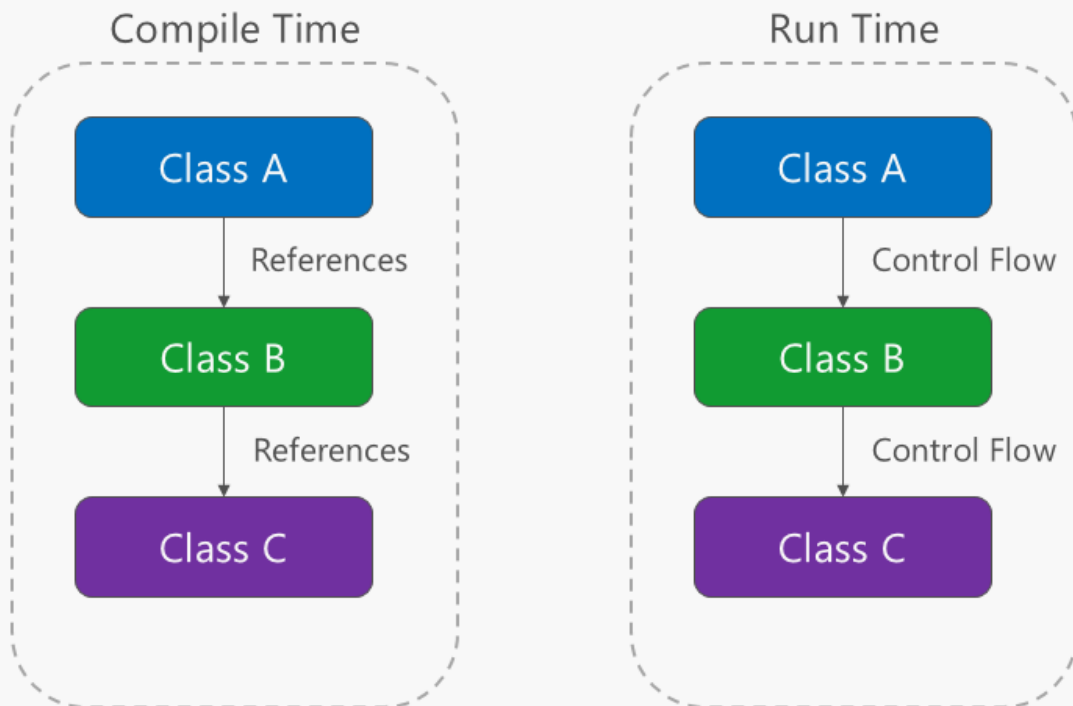 Compile Time
Class A
References
Class B
References
Class C
Run Time
Class A
Control Flow
Class B
Control Flow
Class C